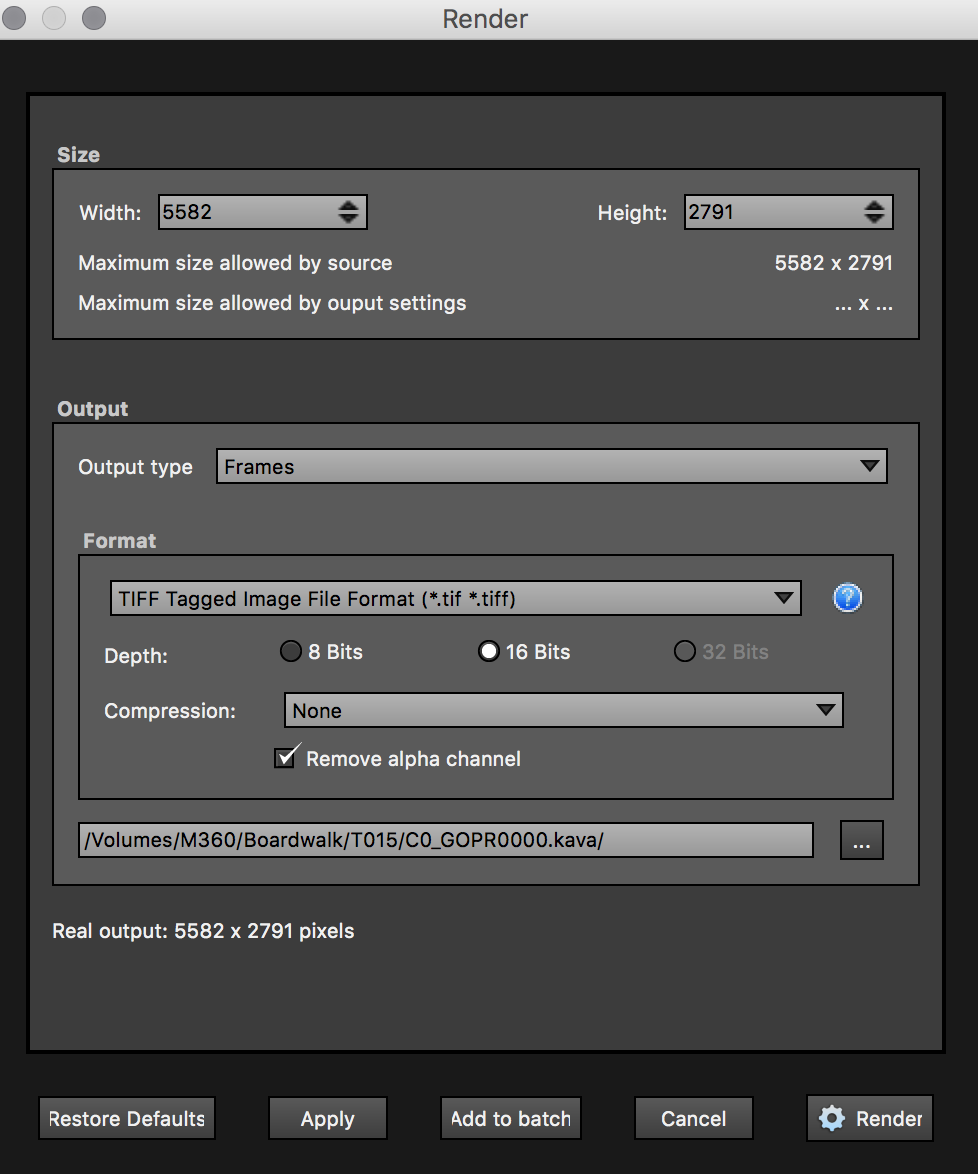 Render
Size
Width: 5582 Height: 2791
Maximum size allowed by source 5582 x 2791
Maximum size allowed by ouput settings ... x ...
Output
Output type Frames
Format
TIFF Tagged Image File Format (*.tif *.tiff) ?
Depth: 8 Bits 16 Bits 32 Bits
Compression: None
Remove alpha channel
/Volumes/M360/Boardwalk/T015/C0_GOPR0000.kava/ ...
Real output: 5582 x 2791 pixels
Restore Defaults Apply Add to batch Cancel Render